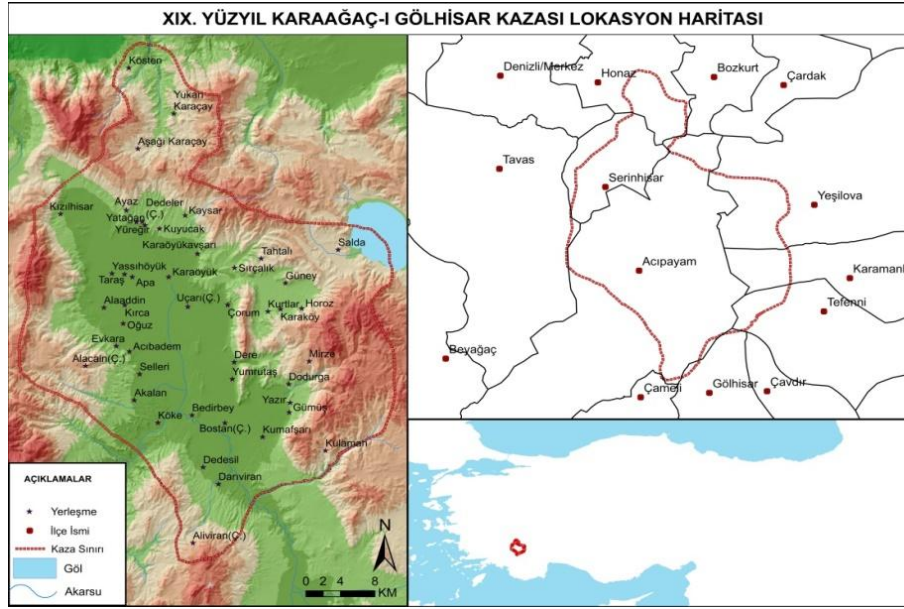 XIX. YÜZYIL KARAAĞAÇ-I GÖLHİSAR KAZASI LOKASYON HARİTASI
Kösten
Yukarı
Karaçay
Aşağı Karaçay
Kızılhisar
Ayaz
Dedeler
(Ç.)
Kaysar
Yatağan
Yüreğir
Kuyucak
Karaöyükavşarı
Salda
Tahtalı
Sırçalık
Güney
Yassıhöyük
Karaoyük
Taraş
Apa
Alaaddin
Kırca
Oğuz
Uçarı(Ç.)
Çorum
Kurtlar
Horoz
Karaköy
Evkara
Acıbadem
Alacain(Ç.)
Selleri
Dere
Mirze
Yumrutaş
Dodurga
Akalan
Yazır
Gümüş
Köke
Bedirbey
Bostan(Ç.)
Kumafşarı
Kulaman
Dedesil
Darıviran
Aliviran(Ç.)
AÇIKLAMALAR
Yerleşme
İlçe İsmi
Kaza Sınırı
Göl
Akarsu
N
0 2 4 8
KM
Denizli/Merkez
Honaz
Bozkurt
Çardak
Tavas
Serinhisar
Yeşilova
Acıpayam
Karamanlı
Tefenni
Beyağaç
Çameli
Gölhisar
Çavdır